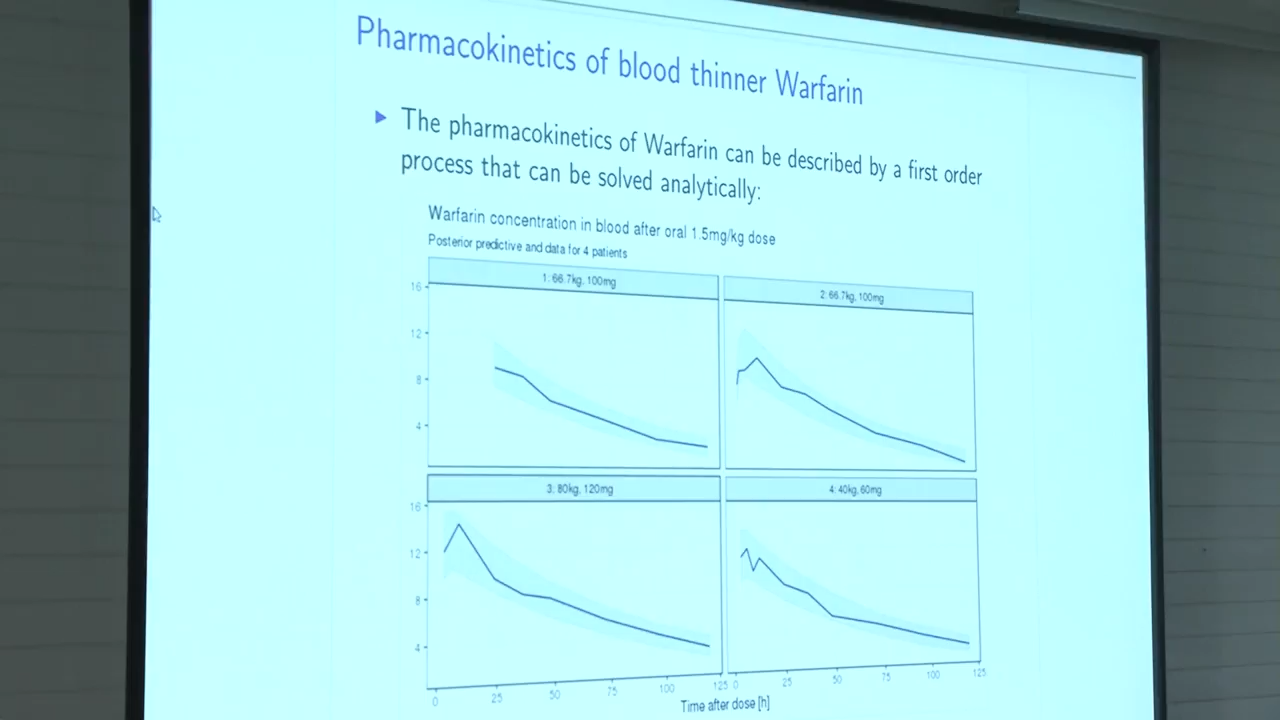 Pharmacokinetics of blood thinner Warfarin
The pharmacokinetics of Warfarin can be described by a first order
process that can be solved analytically:
Warfarin concentration in blood after oral 1.5mg/kg dose
Posterior predictive and data for 4 patients
1: 66.7kg, 100mg
2: 66.7kg, 100mg
16
12
8
4
3: 80kg, 120mg
4: 40kg, 60mg
16
12
8
4
0 25 50 75 100 125 0 25 50 75 100 125
Time after dose [h]